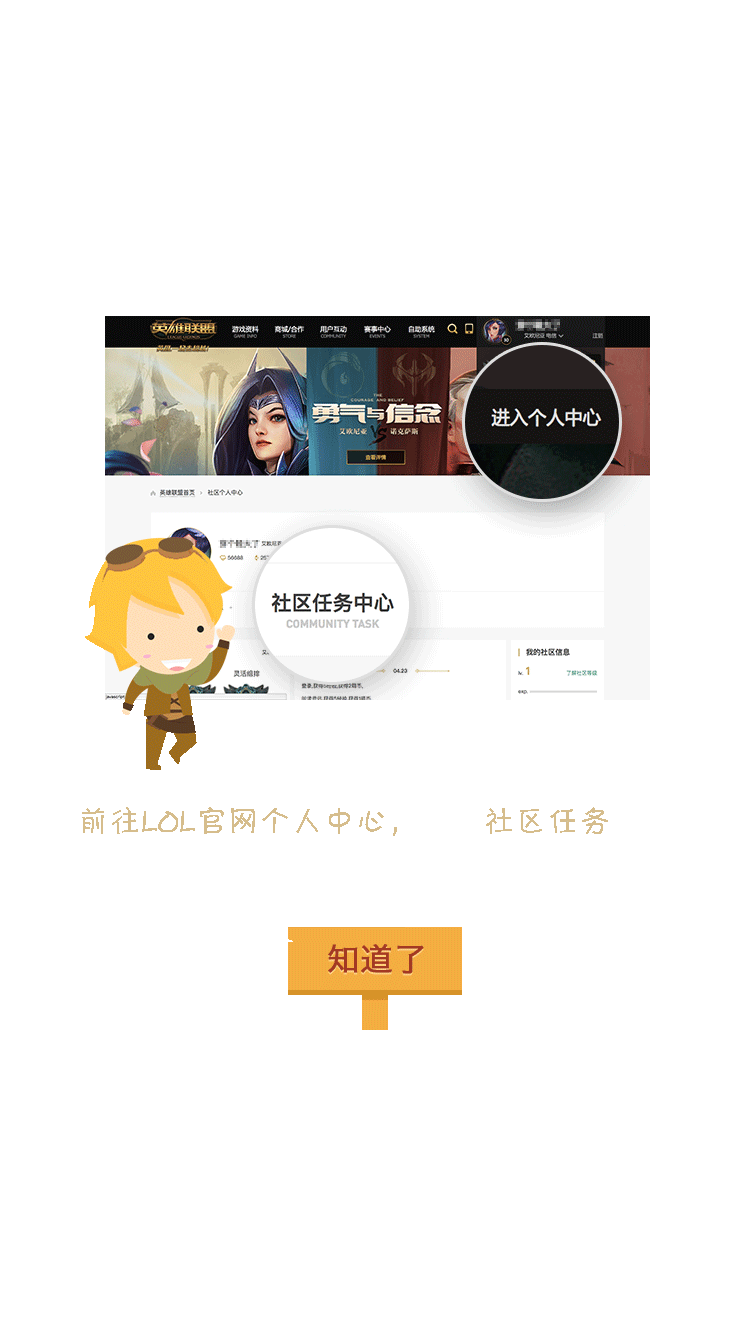 英雄联盟
游戏资料 商城/合作 用户互动 赛事中心 自助系统
GAME INFO STORE COMMUNITY EVENTS SYSTEM
艾欧尼亚 电信
注销
进入个人中心
THE
COURAGE AND BELIEF
勇气与信念
艾欧尼亚 VS 诺克萨斯
查看详情
英雄联盟首页 > 社区个人中心
56688
社区任务中心
COMMUNITY TASK
灵活组排
04.23
我的社区信息
lv. 1 了解社区等级
exp.
javascript
前往LOL官网个人中心， 社区任务
知道了